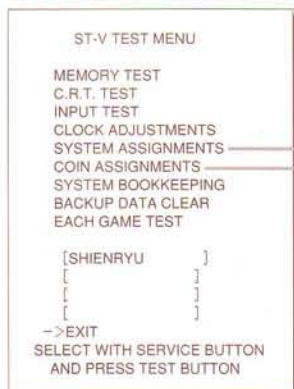 ST-V TEST MENU
MEMORY TEST
C.R.T. TEST
INPUT TEST
CLOCK ADJUSTMENTS
SYSTEM ASSIGNMENTS
COIN ASSIGNMENTS
SYSTEM BOOKKEEPING
BACKUP DATA CLEAR
EACH GAME TEST
[SHIENRYU ]
[ ]
[ ]
[ ]
->EXIT
SELECT WITH SERVICE BUTTON
AND PRESS TEST BUTTON